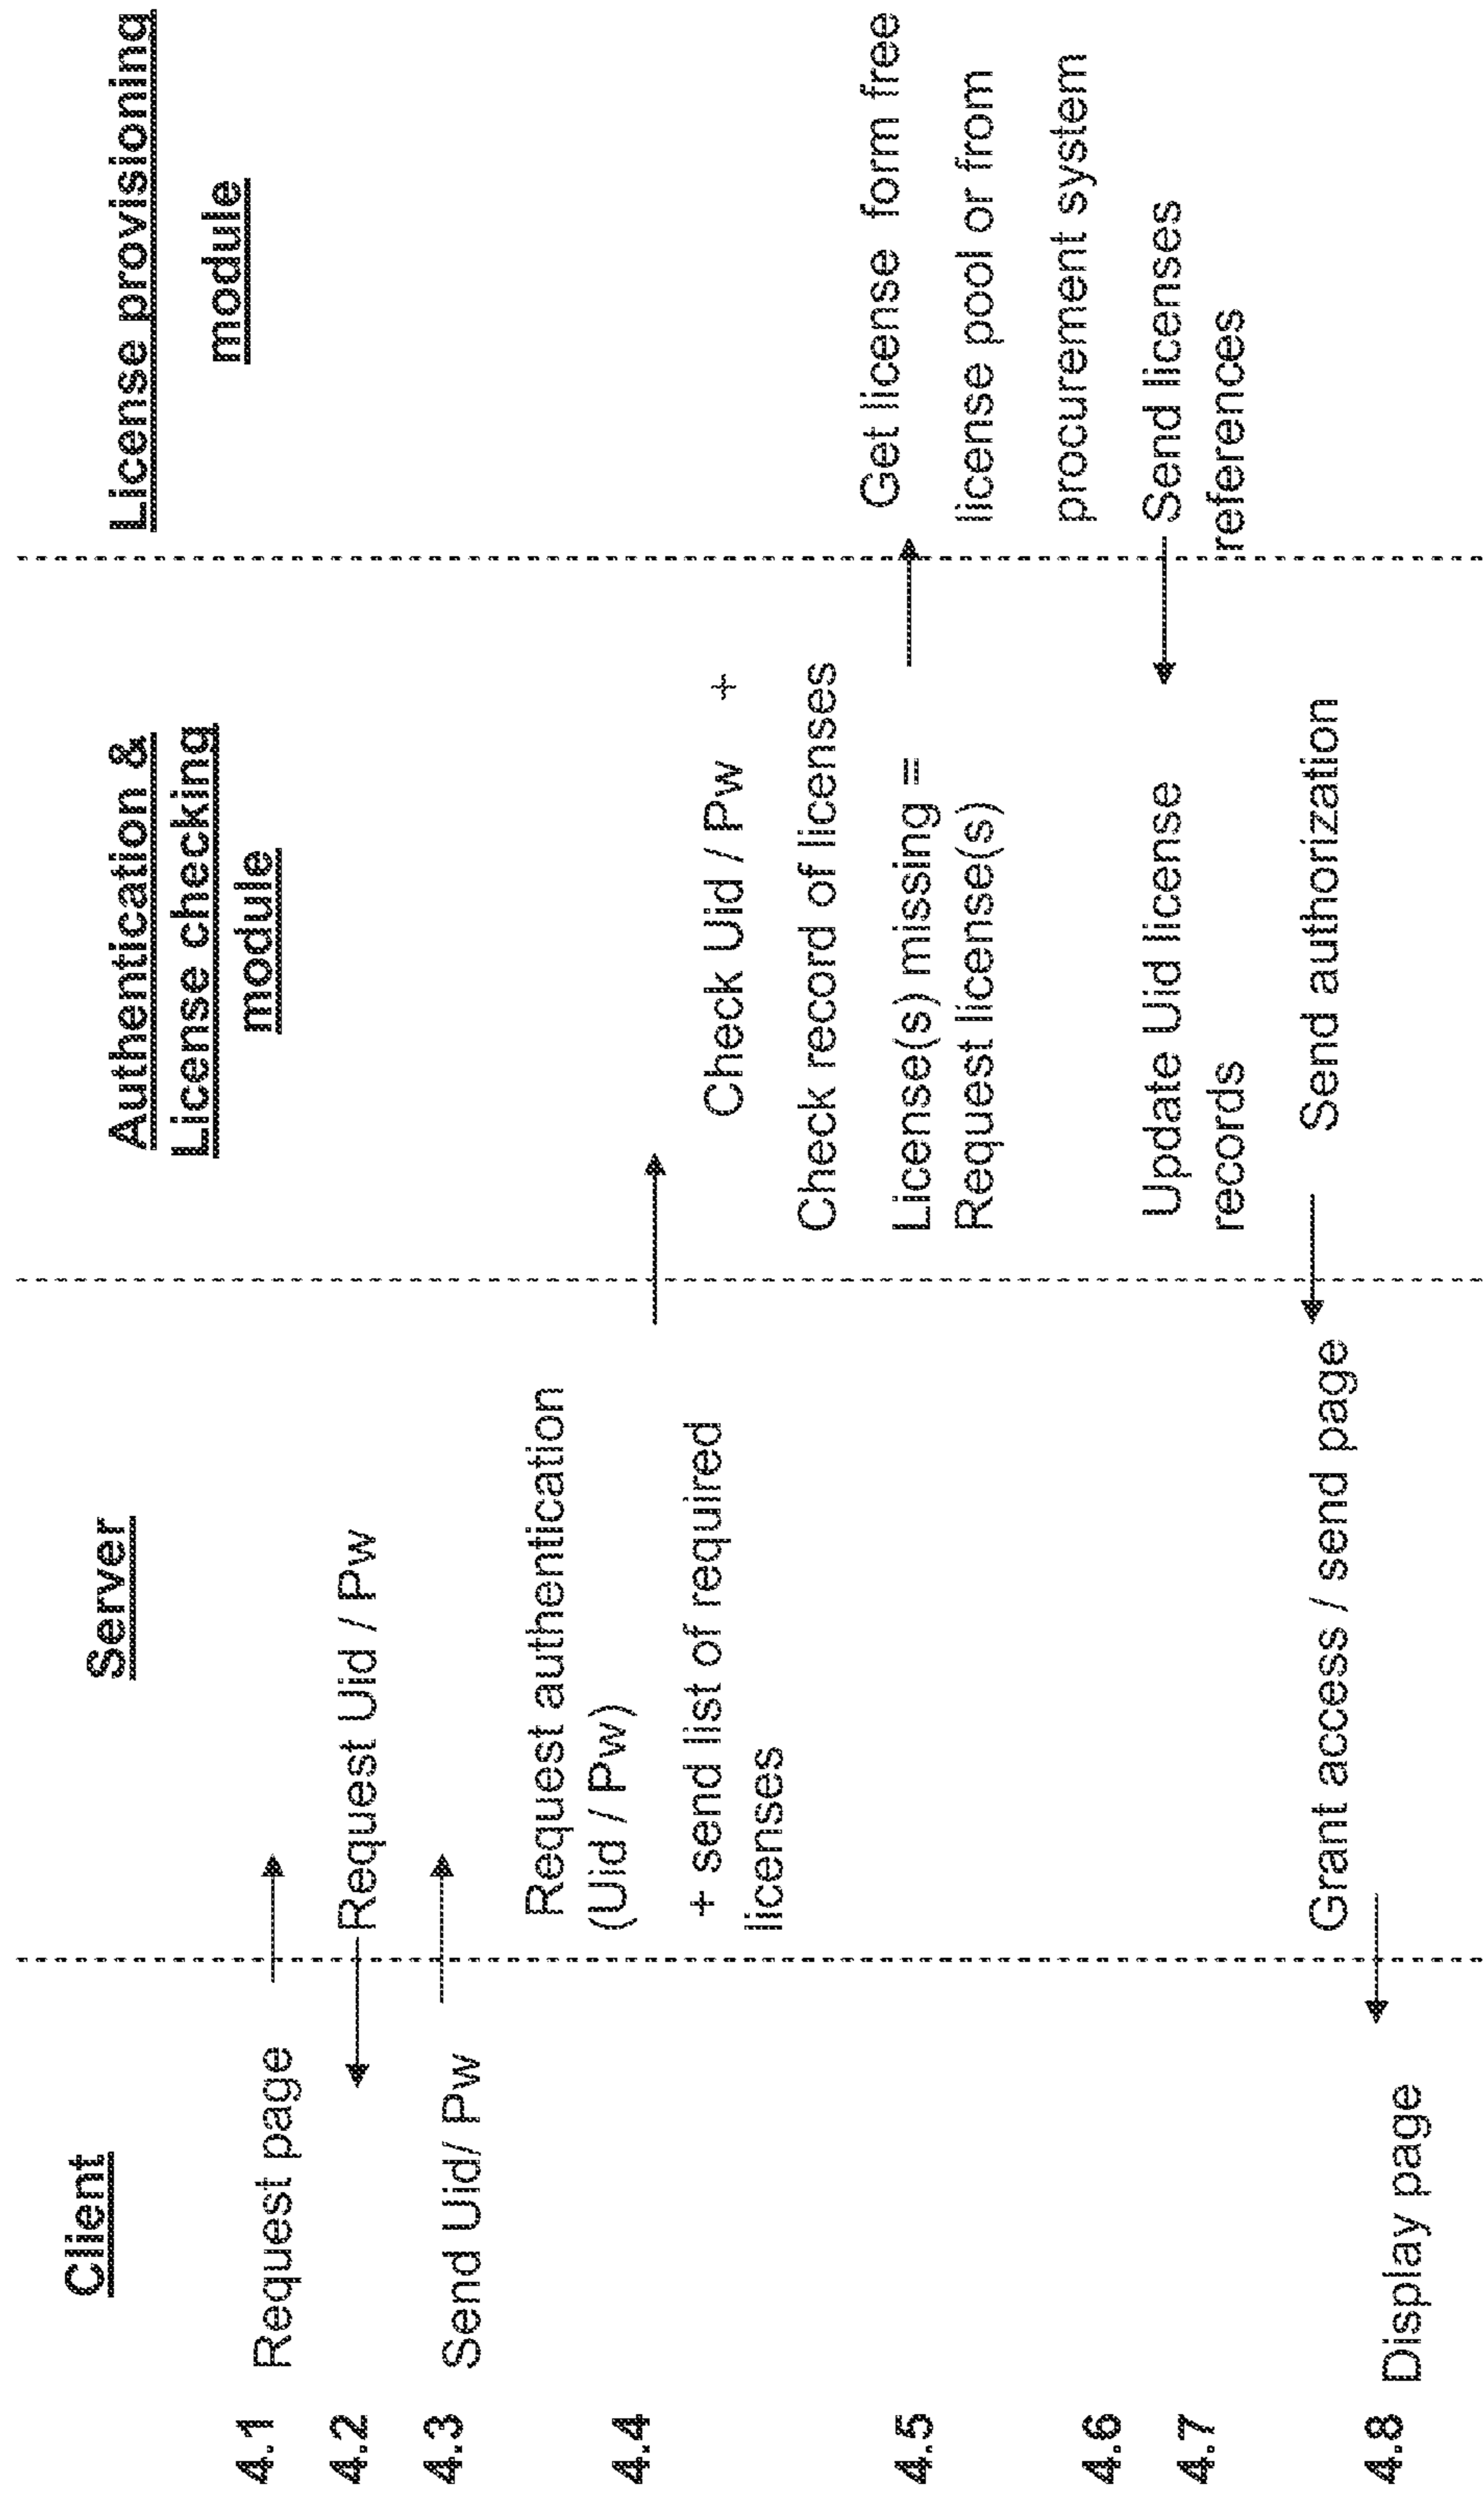 Client
Server
Authentication &
License checking
module
License provisioning
module
4.1
Request page
4.2
Request Uid / Pw
4.3
Send Uid/ Pw
4.4
Request authentication
(Uid / Pw)
+ send list of required
licenses
Check Uid / Pw +
Check record of licenses
4.5
License(s) missing =
Request license(s)
Get license form free
license pool or from
procurement system
4.6
4.7
Send licenses
references
Update Uid license
records
Send authorization
4.8
Grant access / send page
Display page